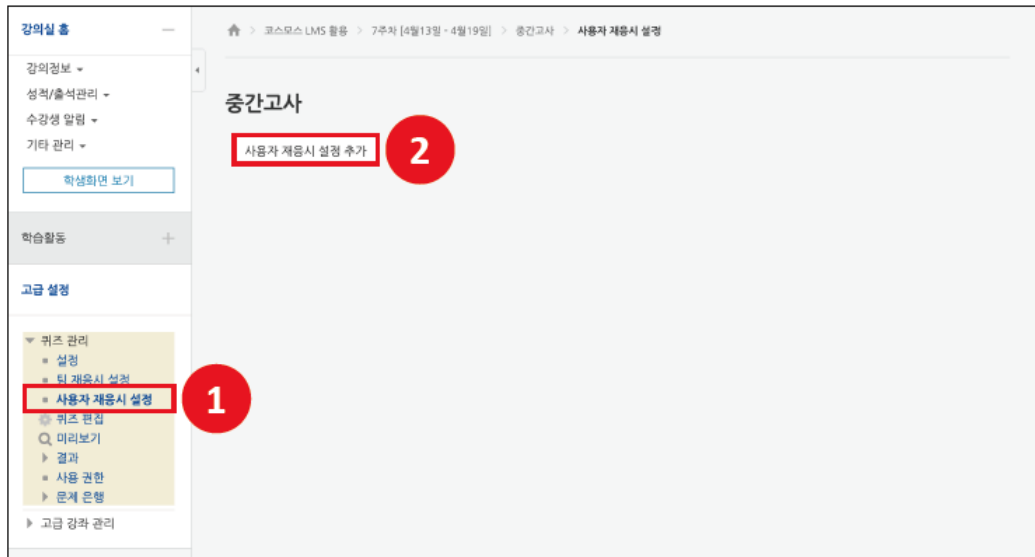 강의실 홈
강의정보
성적/출석관리
수강생 알림
기타 관리
학생화면 보기
학습활동
고급 설정
퀴즈 관리
설정
팀 재응시 설정
사용자 재응시 설정
1
퀴즈 편집
미리보기
결과
사용 권한
문제 은행
고급 강좌 관리
코스모스 LMS 활용 > 7주차 [4월13일 - 4월19일] > 중간고사 > 사용자 재응시 설정
중간고사
사용자 재응시 설정 추가
2